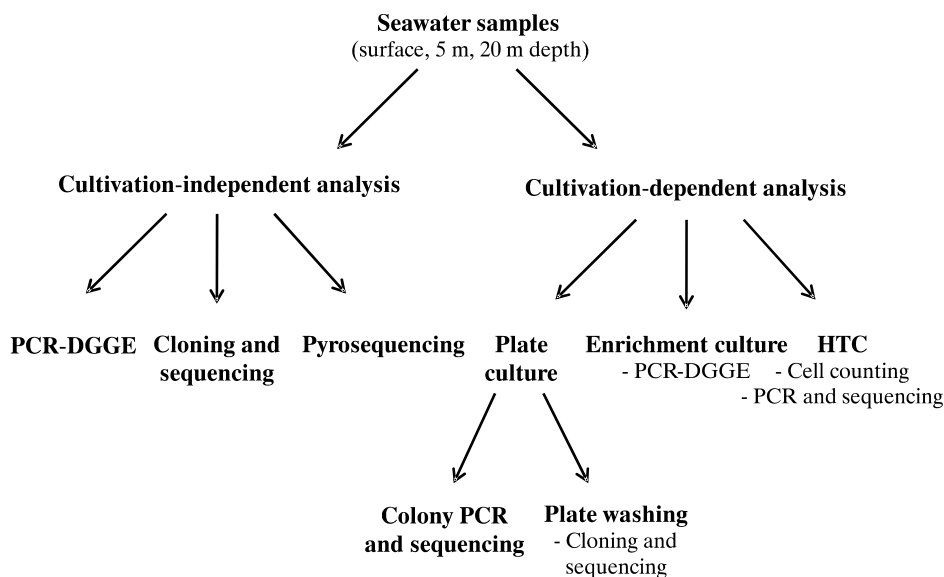 Seawater samples
(surface, 5 m, 20 m depth)
Cultivation-independent analysis
Cultivation-dependent analysis
PCR-DGGE
Cloning and
sequencing
Pyrosequencing
Plate
culture
Enrichment culture
- PCR-DGGE
HTC
- Cell counting
- PCR and sequencing
Colony PCR
and sequencing
Plate washing
- Cloning and
sequencing